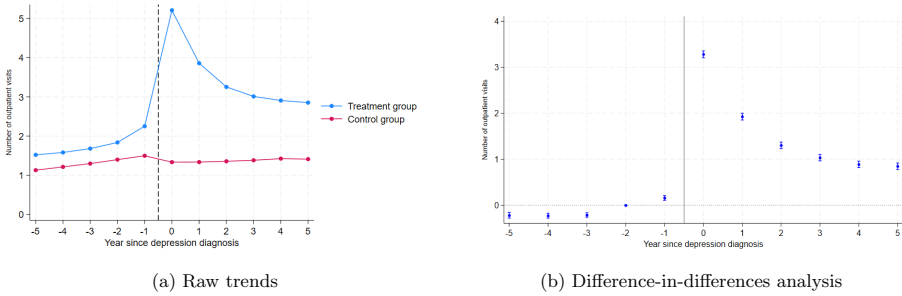 Number of outpatient visits
5
4
3
2
1
0
-5 -4 -3 -2 -1 0 1 2 3 4 5
Year since depression diagnosis
Treatment group
Control group
(a) Raw trends
Number of outpatient visits
4
3
2
1
0
-5 -4 -3 -2 -1 0 1 2 3 4 5
Year since depression diagnosis
(b) Difference-in-differences analysis